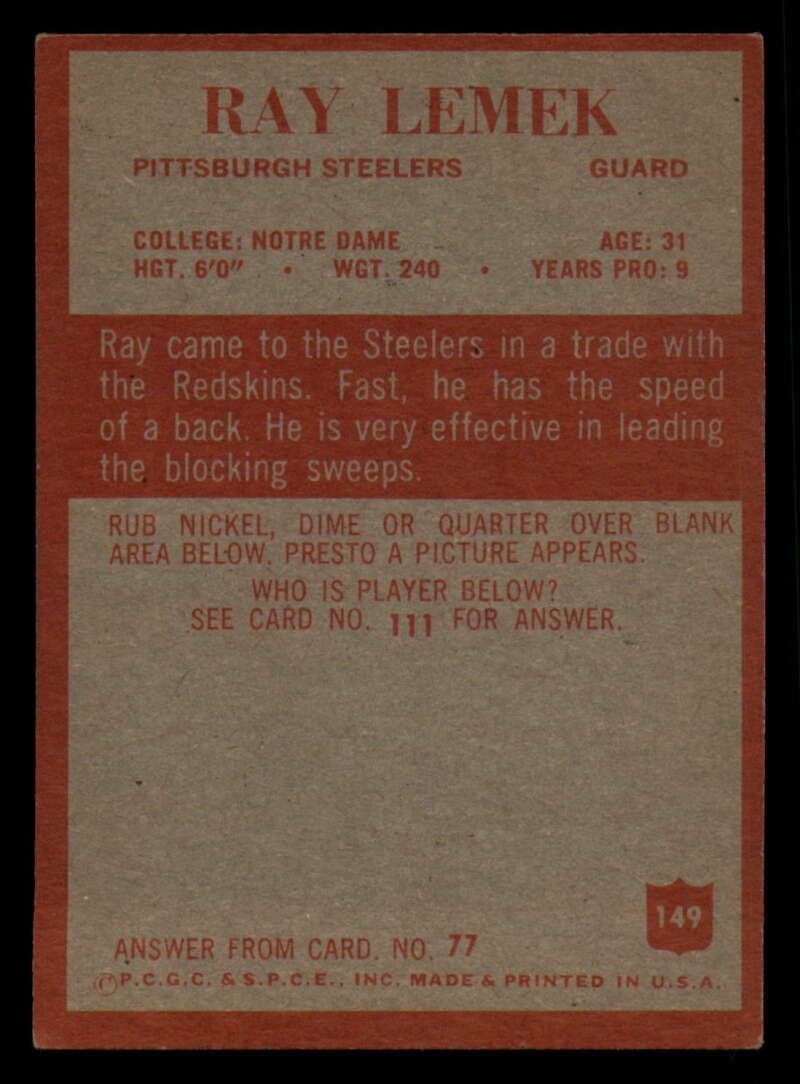 RAY LEMEK
PITTSBURGH STEELERS GUARD
COLLEGE: NOTRE DAME AGE: 31
HGT. 6'0" • WGT. 240 • YEARS PRO: 9
Ray came to the Steelers in a trade with
the Redskins. Fast, he has the speed
of a back. He is very effective in leading
the blocking sweeps.
RUB NICKEL, DIME OR QUARTER OVER BLANK
AREA BELOW. PRESTO A PICTURE APPEARS.
WHO IS PLAYER BELOW?
SEE CARD NO. 111 FOR ANSWER.
149
ANSWER FROM CARD. NO. 77
©P.C.G.C. & S.P.C.E., INC. MADE & PRINTED IN U.S.A.